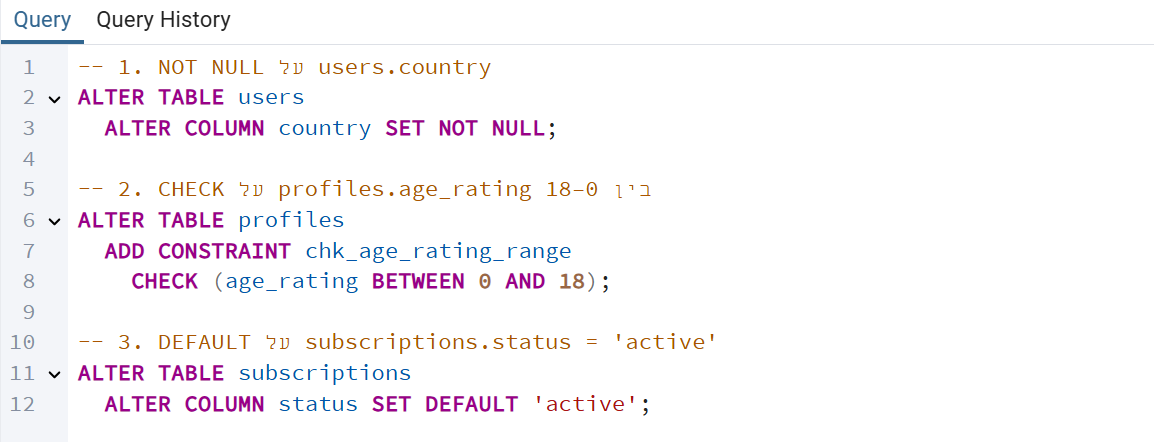 Query Query History
1 -- 1. NOT NULL על users.country
2 ALTER TABLE users
3 ALTER COLUMN country SET NOT NULL;
4
5 -- 2. CHECK על profiles.age_rating בין 0–18
6 ALTER TABLE profiles
7 ADD CONSTRAINT chk_age_rating_range
8 CHECK (age_rating BETWEEN 0 AND 18);
9
10 -- 3. DEFAULT על subscriptions.status = 'active'
11 ALTER TABLE subscriptions
12 ALTER COLUMN status SET DEFAULT 'active';